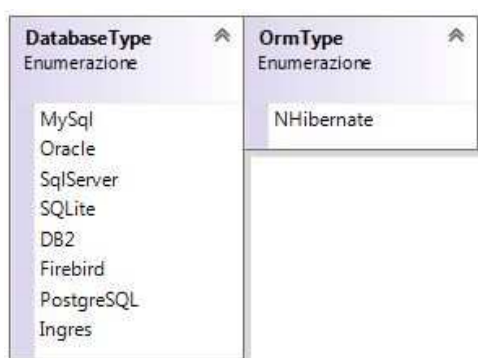 DatabaseType
Enumerazione
MySql
Oracle
SqlServer
SQLite
DB2
Firebird
PostgreSQL
Ingres
OrmType
Enumerazione
NHibernate